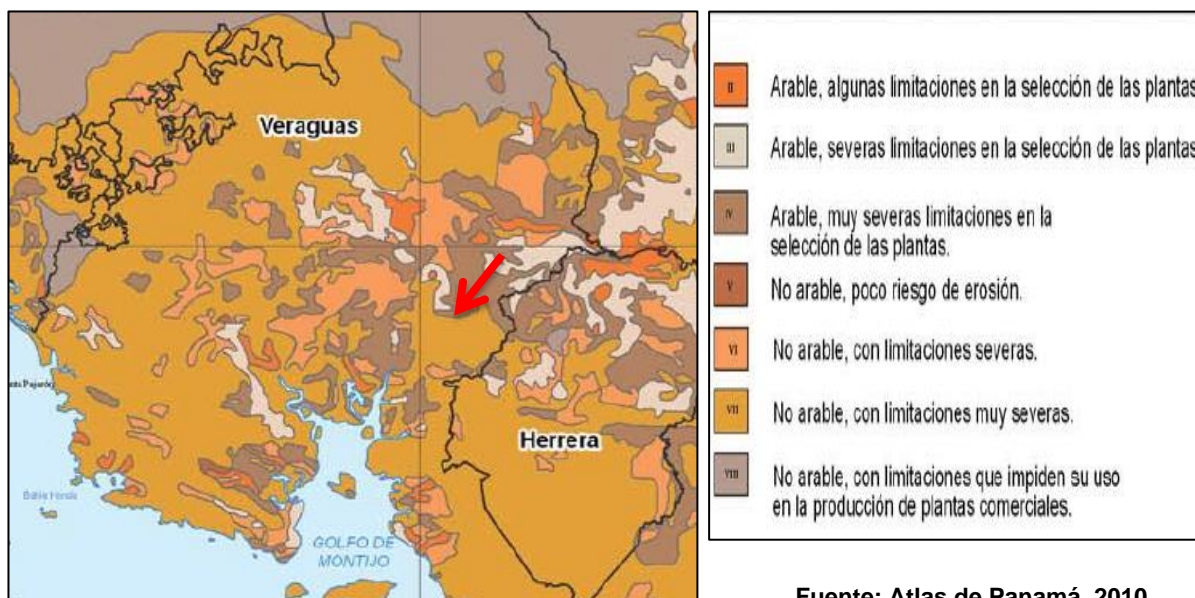 Veraguas
Herrera
Bahía Honda
GOLFO DE
MONTIJO
II Arable, algunas limitaciones en la selección de las plantas
III Arable, severas limitaciones en la selección de las plantas
IV Arable, muy severas limitaciones en la
selección de las plantas.
V No arable, poco riesgo de erosión.
VI No arable, con limitaciones severas.
VII No arable, con limitaciones muy severas.
VIII No arable, con limitaciones que impiden su uso
en la producción de plantas comerciales.
Fuente: Atlas de Panamá, 2010